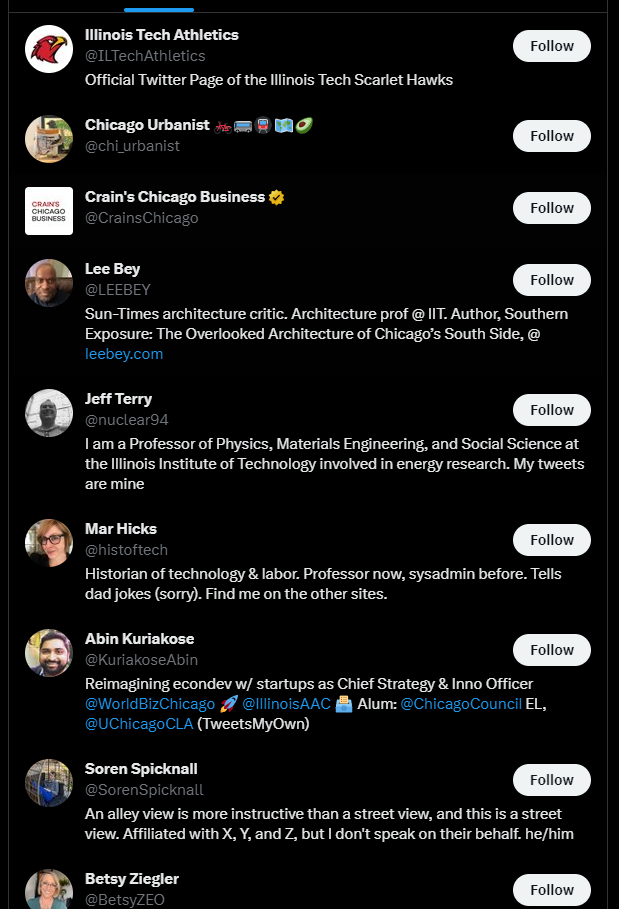 Illinois Tech Athletics
@ILTechAthletics
Follow
Official Twitter Page of the Illinois Tech Scarlet Hawks
Chicago Urbanist 🚲🚌🚇🗺️🥑
@chi_urbanist
Follow
CRAIN'S
CHICAGO
BUSINESS
Crain's Chicago Business
@CrainsChicago
Follow
Lee Bey
@LEEBEY
Follow
Sun-Times architecture critic. Architecture prof @ IIT. Author, Southern
Exposure: The Overlooked Architecture of Chicago’s South Side, @
leebey.com
Jeff Terry
@nuclear94
Follow
I am a Professor of Physics, Materials Engineering, and Social Science at
the Illinois Institute of Technology involved in energy research. My tweets
are mine
Mar Hicks
@histoftech
Follow
Historian of technology & labor. Professor now, sysadmin before. Tells
dad jokes (sorry). Find me on the other sites.
Abin Kuriakose
@KuriakoseAbin
Follow
Reimagining econdev w/ startups as Chief Strategy & Inno Officer
@WorldBizChicago 🚀 @IllinoisAAC 🗳️ Alum: @ChicagoCouncil EL,
@UChicagoCLA (TweetsMyOwn)
Soren Spicknall
@SorenSpicknall
Follow
An alley view is more instructive than a street view, and this is a street
view. Affiliated with X, Y, and Z, but I don't speak on their behalf. he/him
Betsy Ziegler
@BetsyZEO
Follow